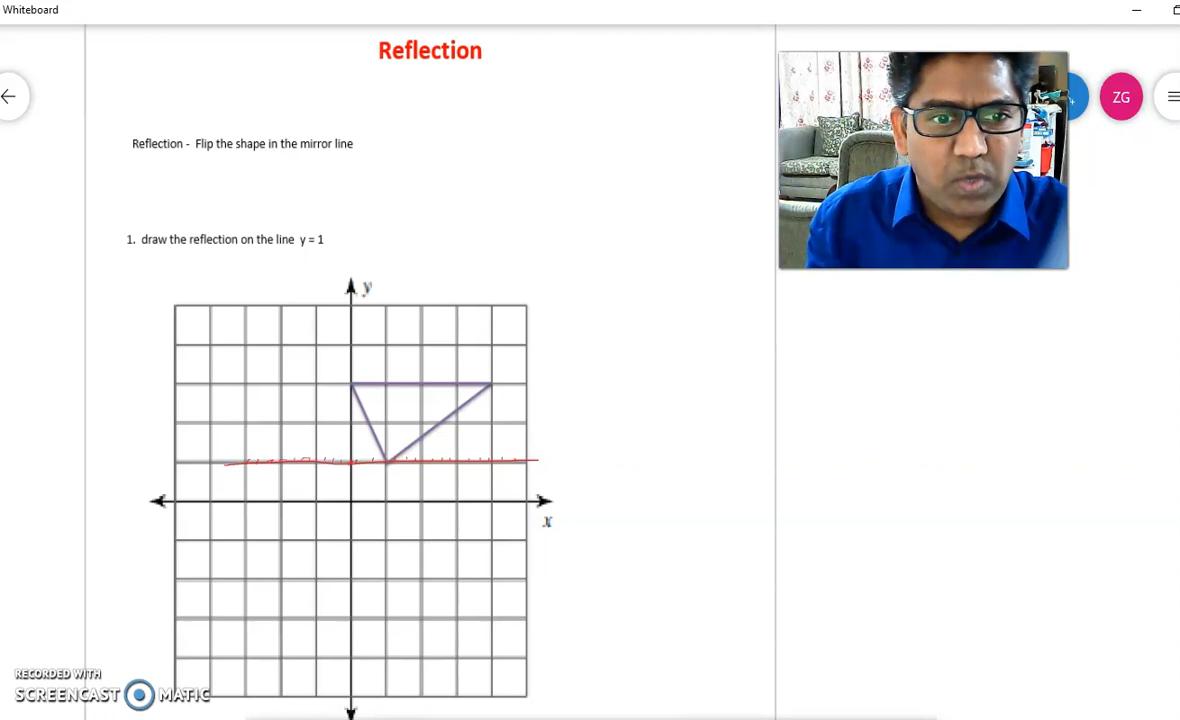 Whiteboard
Reflection
ZG
Reflection - Flip the shape in the mirror line
1. draw the reflection on the line y = 1
y
x
RECORDED WITH
SCREENCAST MATIC